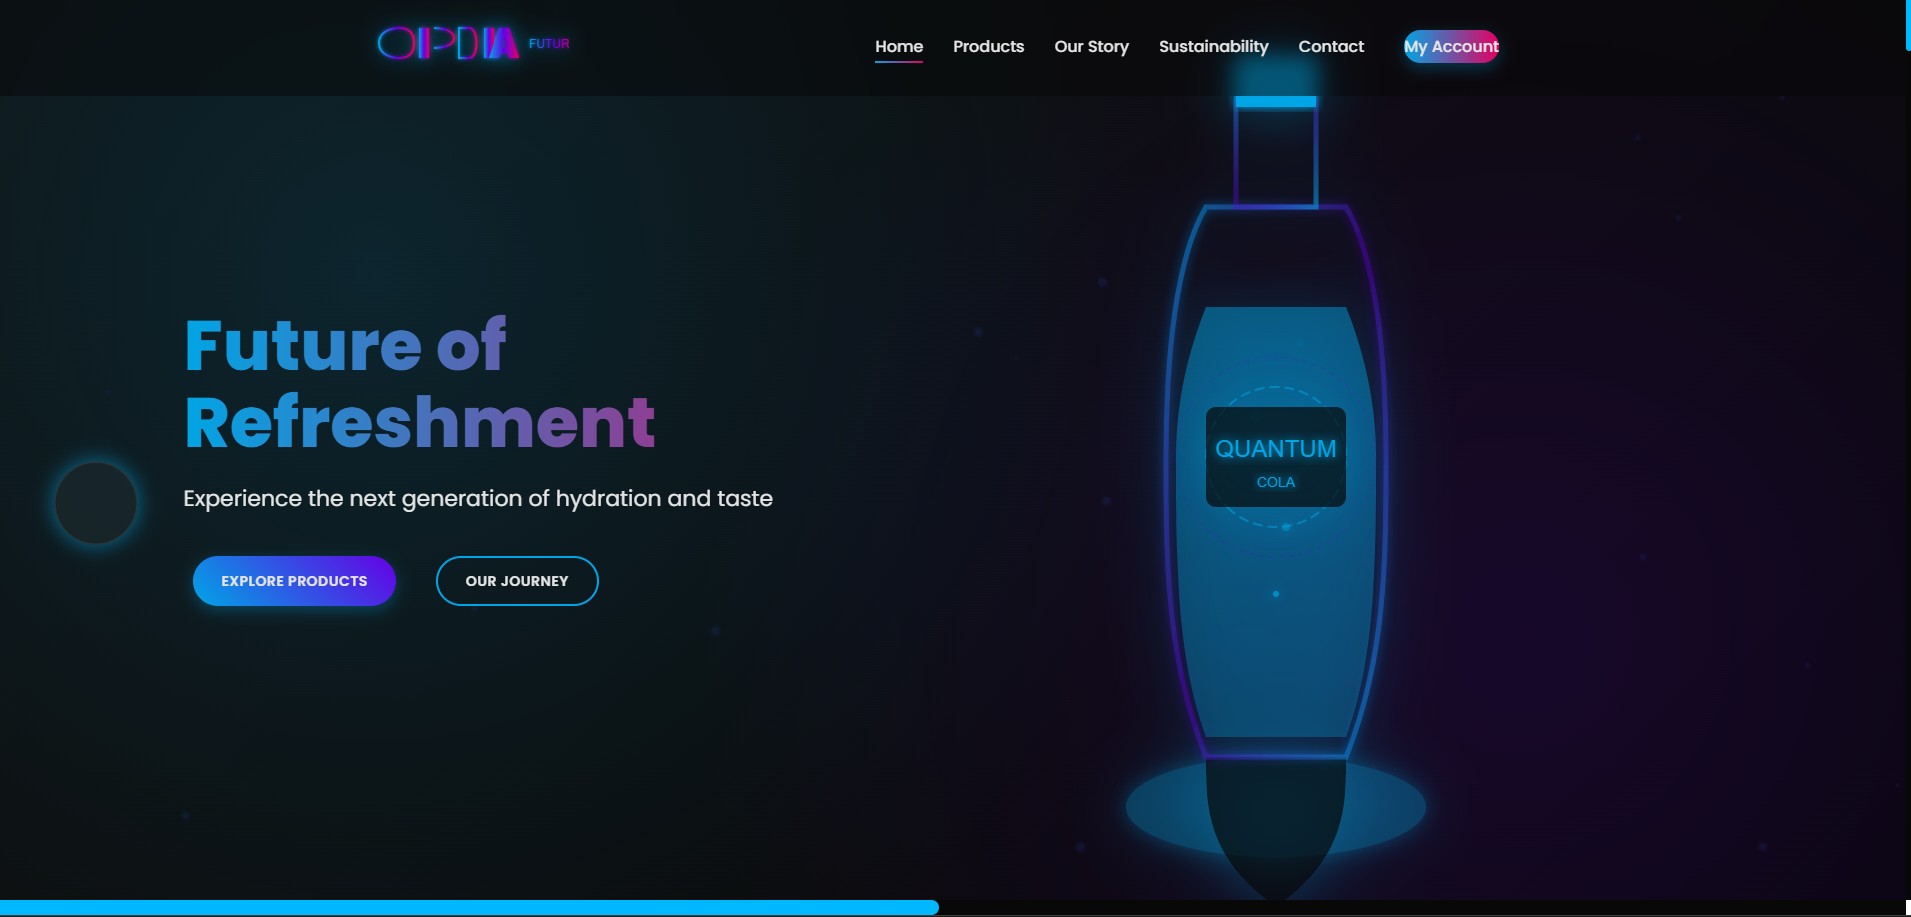 FUTUR
Home
Products
Our Story
Sustainability
Contact
My Account
Future of
Refreshment
Experience the next generation of hydration and taste
EXPLORE PRODUCTS
OUR JOURNEY
QUANTUM
COLA